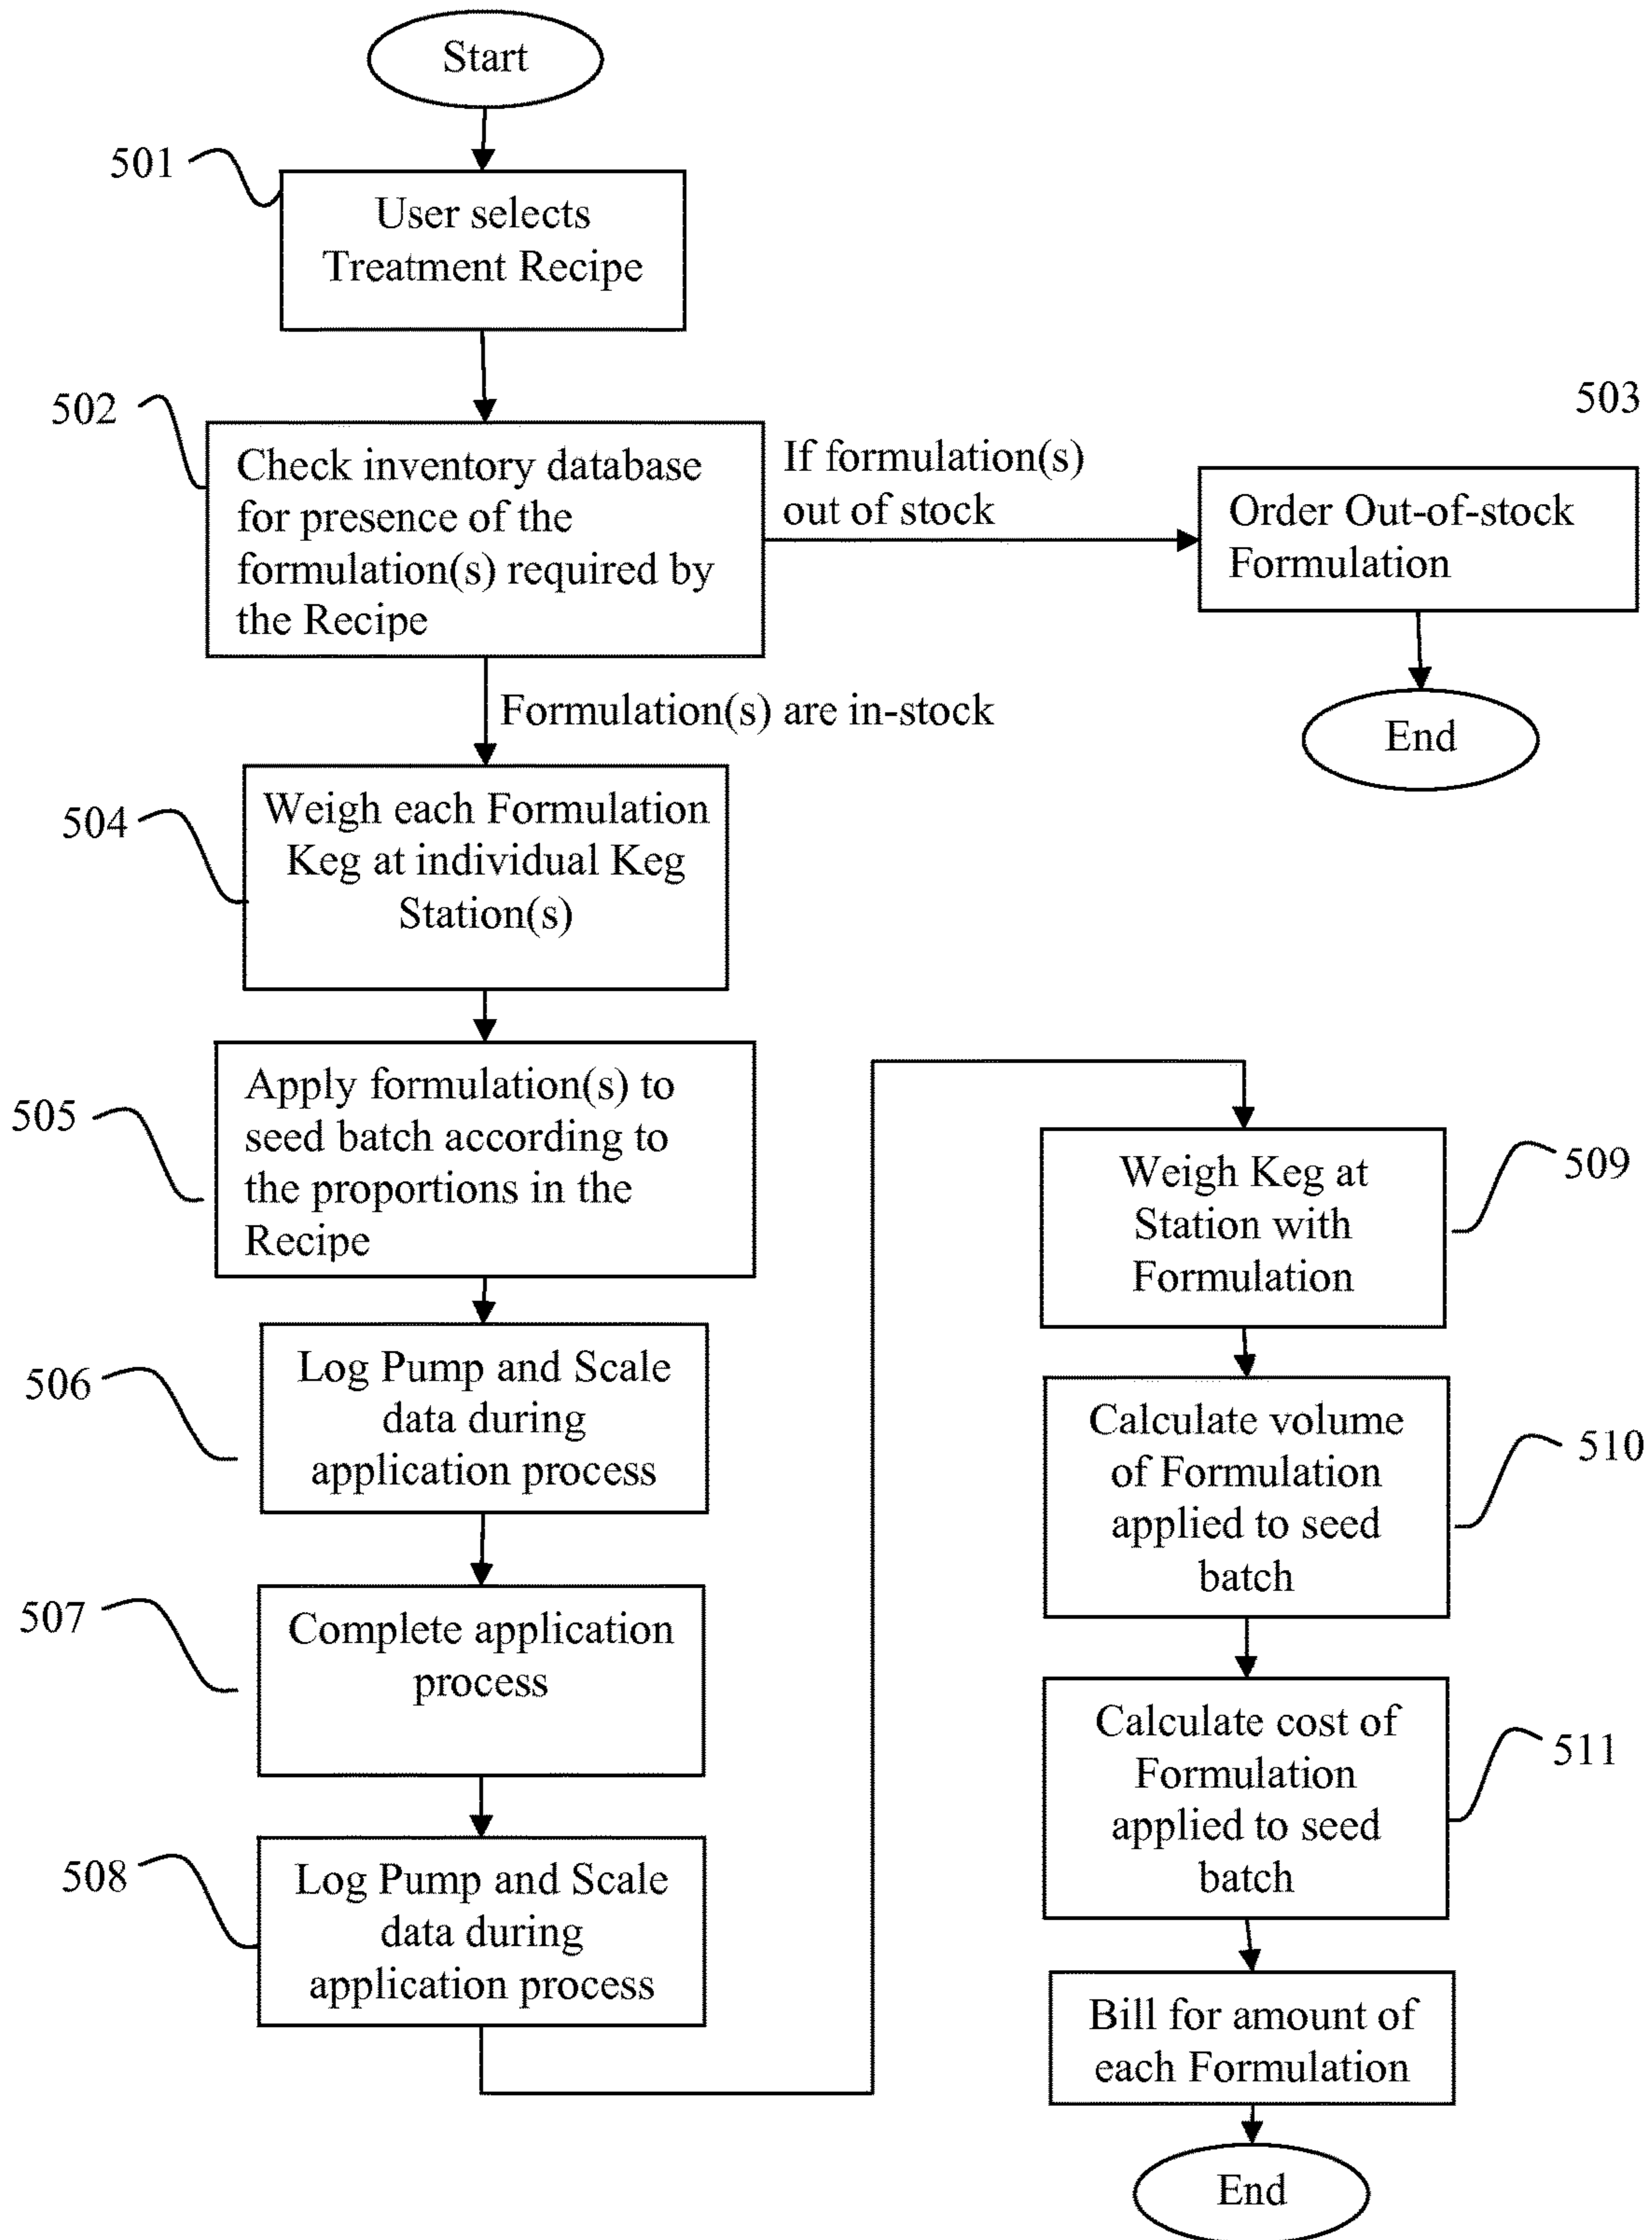 Start
501
User selects
Treatment Recipe
502
Check inventory database
for presence of the
formulation(s) required by
the Recipe
If formulation(s)
out of stock
503
Order Out-of-stock
Formulation
End
Formulation(s) are in-stock
504
Weigh each Formulation
Keg at individual Keg
Station(s)
505
Apply formulation(s) to
seed batch according to
the proportions in the
Recipe
506
Log Pump and Scale
data during
application process
507
Complete application
process
508
Log Pump and Scale
data during
application process
509
Weigh Keg at
Station with
Formulation
510
Calculate volume
of Formulation
applied to seed
batch
511
Calculate cost of
Formulation
applied to seed
batch
Bill for amount of
each Formulation
End